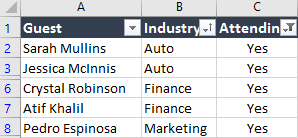 A B C
1 Guest Industry Attendin
2 Sarah Mullins Auto Yes
3 Jessica McInnis Auto Yes
6 Crystal Robinson Finance Yes
7 Atif Khalil Finance Yes
8 Pedro Espinosa Marketing Yes